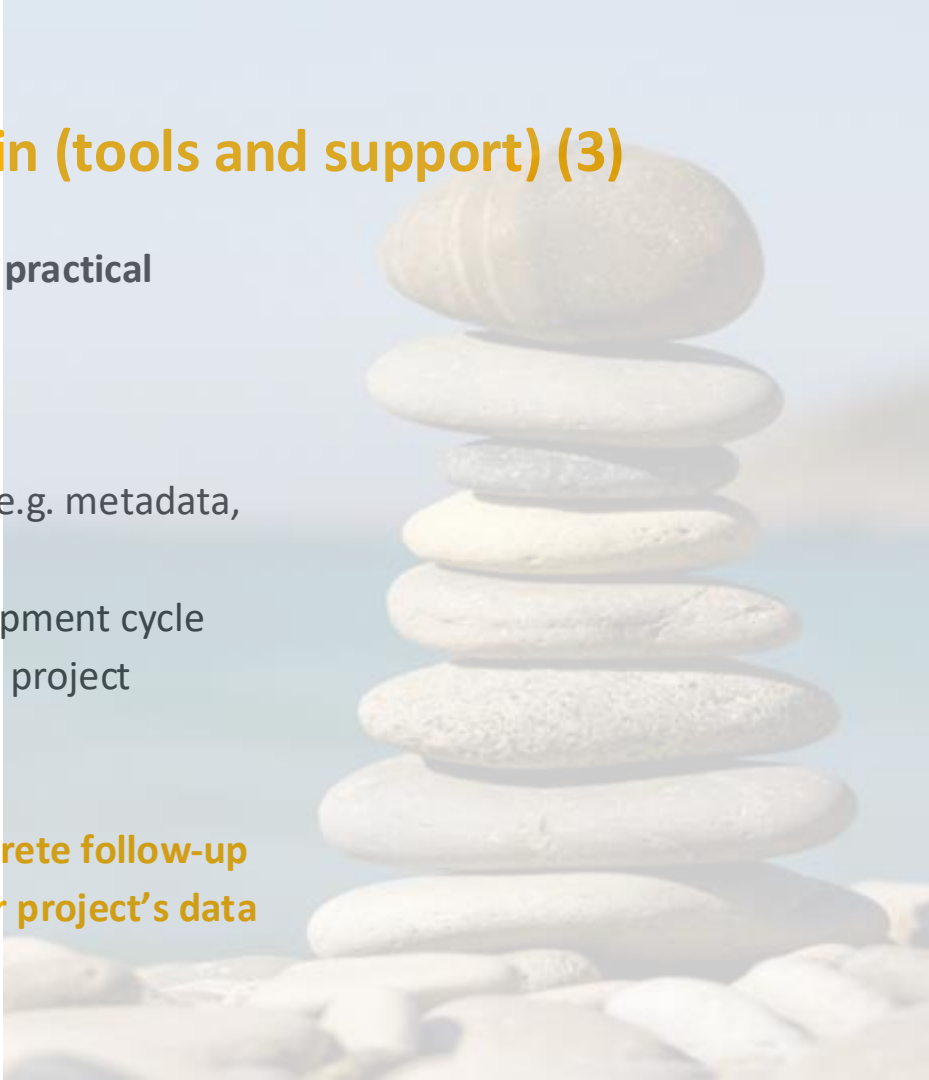 in (tools and support) (3)
practical
e.g. metadata,
pment cycle
project
rete follow-up
r project’s data